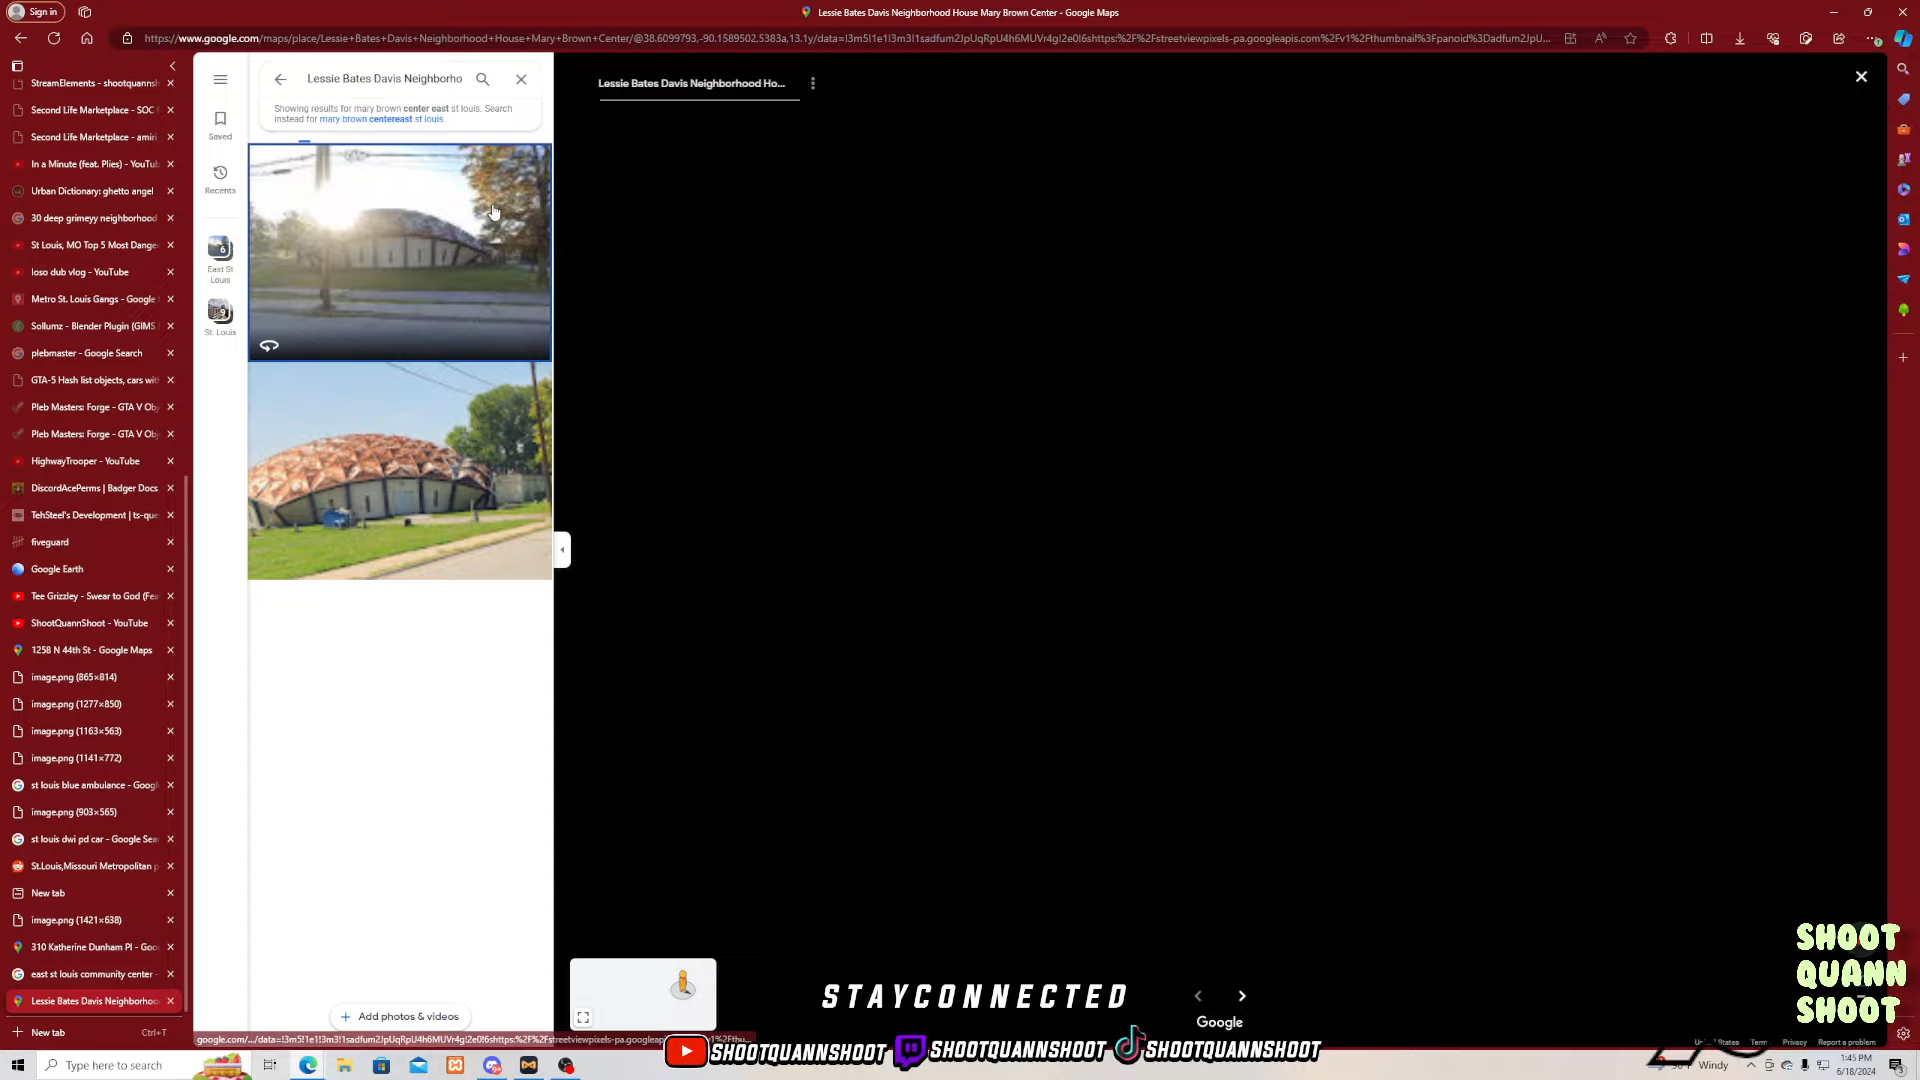 Sign in
Lessie Bates Davis Neighborhood House Mary Brown Center - Google Maps
https://www.google.com/maps/place/Lessie+Bates+Davis+Neighborhood+House+Mary+Brown+Center/@38.6099793,-90.1589502,5383a,13.1y/data=
StreamElements - shootquannsh
Second Life Marketplace - SOC
Second Life Marketplace - amiri
In a Minute (feat. Plies) - YouTub
Urban Dictionary: ghetto angel
30 deep grimeyy neighborhood
St Louis, MO Top 5 Most Dange
loso dub vlog - YouTube
Metro St. Louis Gangs - Google
Sollumz - Blender Plugin (GIMS
plebmaster - Google Search
GTA-5 Hash list objects, cars wit
Pleb Masters: Forge - GTA V Obj
Pleb Masters: Forge - GTA V Obj
HighwayTrooper - YouTube
DiscordAcePerms | Badger Docs
TehSteel's Development | ts-que
fiveguard
Google Earth
Tee Grizzley - Swear to God (Fea
ShootQuannShoot - YouTube
1258 N 44th St - Google Maps
image.png (865×814)
image.png (1277×850)
image.png (1163×563)
image.png (1141×772)
st louis blue ambulance - Googl
image.png (903×565)
st louis dwi pd car - Google Sea
St.Louis,Missouri Metropolitan p
New tab
image.png (1421×638)
310 Katherine Dunham Pl - Goo
east st louis community center -
Lessie Bates Davis Neighborhoo
New tab
Ctrl+T
Saved
Recents
6
East St
Louis
9
St. Louis
Lessie Bates Davis Neighborho
Showing results for mary brown center east st louis. Search
instead for mary brown centereast st louis.
Add photos & videos
Lessie Bates Davis Neighborhood Ho...
STAYCONNECTED
Google
SHOOTQUANNSHOOT
SHOOTQUANNSHOOT
SHOOTQUANNSHOOT
SHOOT
QUANN
SHOOT
Privacy
Report a problem
Type here to search
Windy
1:45 PM
6/18/2024